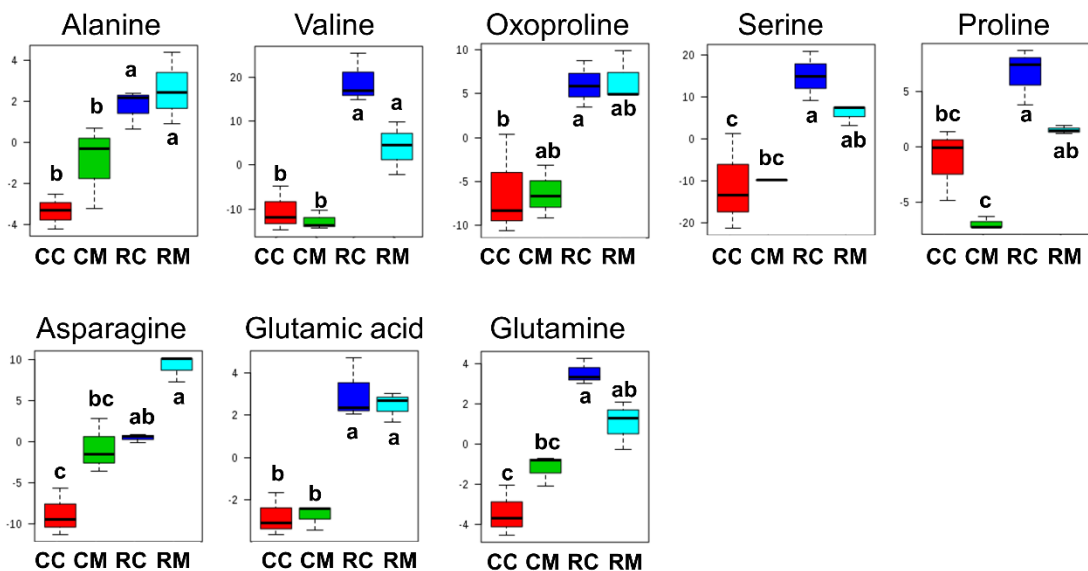 Alanine
4
2
0
-2
-4
b
b
a
a
CC CM RC RM
Valine
20
10
0
-10
b
b
a
a
CC CM RC RM
Oxoproline
10
5
0
-5
-10
b
ab
a
ab
CC CM RC RM
Serine
20
10
0
-10
-20
c
bc
a
ab
CC CM RC RM
Proline
5
0
-5
bc
c
a
ab
CC CM RC RM
Asparagine
10
5
0
-5
-10
c
bc
ab
a
CC CM RC RM
Glutamic acid
4
2
0
-2
b
b
a
a
CC CM RC RM
Glutamine
4
2
0
-2
-4
c
bc
a
ab
CC CM RC RM